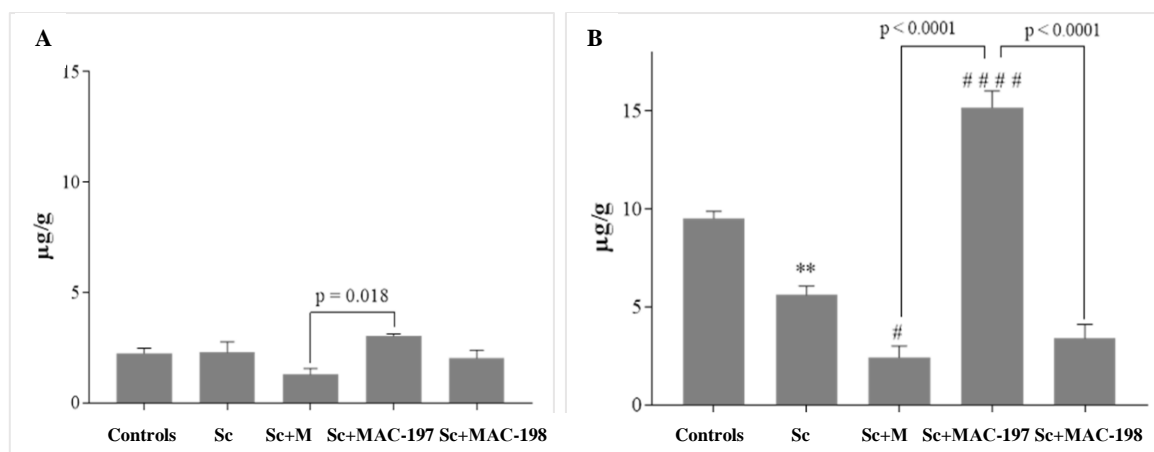 A
15
10
5
0
µg/g
p = 0.018
Controls Sc Sc+M Sc+MAC-197 Sc+MAC-198
B
p < 0.0001 p < 0.0001
# # # #
15
10
5
0
µg/g
**
#
Controls Sc Sc+M Sc+MAC-197 Sc+MAC-198